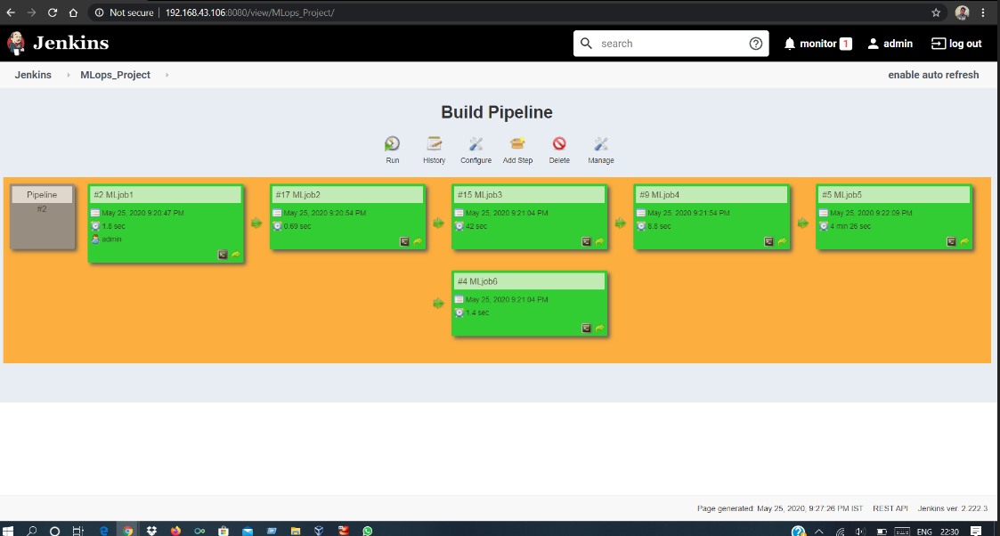 Not secure | 192.168.43.106:8080/view/MLops_Project/
Jenkins
search
monitor 1
admin
log out
Jenkins
MLops_Project
enable auto refresh
Build Pipeline
Run
History
Configure
Add Step
Delete
Manage
Pipeline
#2
#2 MLjob1
May 25, 2020 9:20:47 PM
1.6 sec
admin
#17 MLjob2
May 25, 2020 9:20:54 PM
0.69 sec
#15 MLjob3
May 25, 2020 9:21:04 PM
42 sec
#9 MLjob4
May 25, 2020 9:21:54 PM
8.8 sec
#5 MLjob5
May 25, 2020 9:22:09 PM
4 min 26 sec
#4 MLjob6
May 25, 2020 9:21:04 PM
1.4 sec
Page generated: May 25, 2020, 9:27:26 PM IST
REST API
Jenkins ver. 2.222.3
ENG
22:30